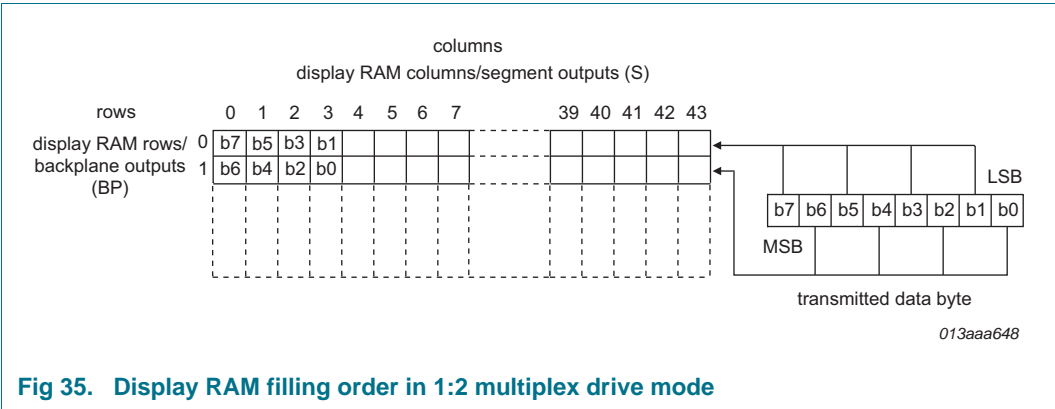 columns
display RAM columns/segment outputs (S)
rows 0 1 2 3 4 5 6 7 39 40 41 42 43
display RAM rows/ 0 b7 b5 b3 b1
backplane outputs 1 b6 b4 b2 b0
(BP)
LSB
b7 b6 b5 b4 b3 b2 b1 b0
MSB
transmitted data byte
013aaa648
Fig 35. Display RAM filling order in 1:2 multiplex drive mode